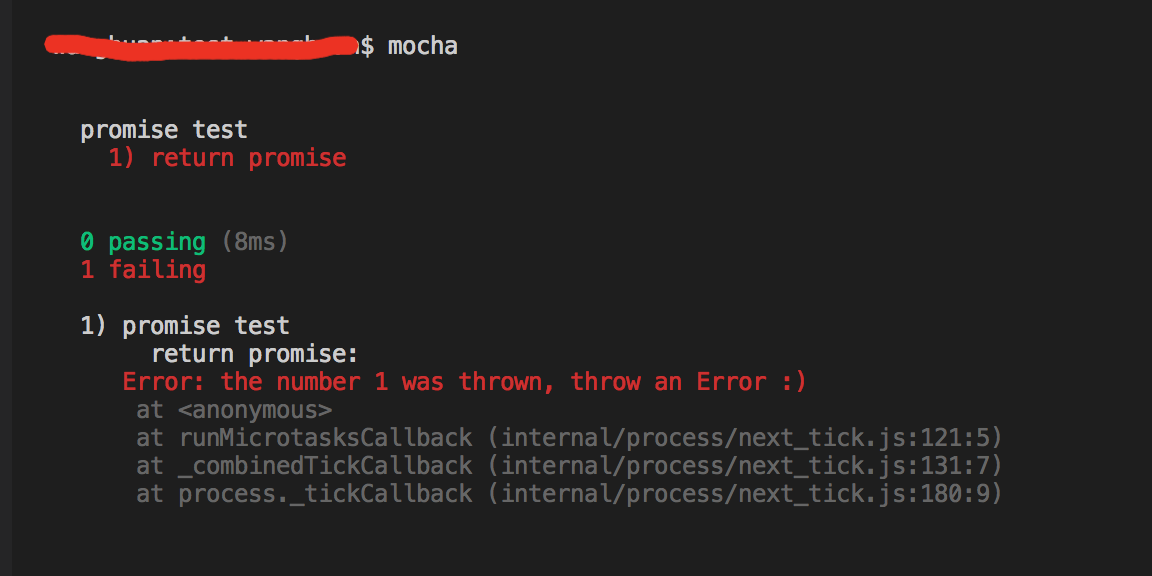 $ mocha
promise test
1) return promise
0 passing (8ms)
1 failing
1) promise test
return promise:
Error: the number 1 was thrown, throw an Error :)
at <anonymous>
at runMicrotasksCallback (internal/process/next_tick.js:121:5)
at _combinedTickCallback (internal/process/next_tick.js:131:7)
at process._tickCallback (internal/process/next_tick.js:180:9)